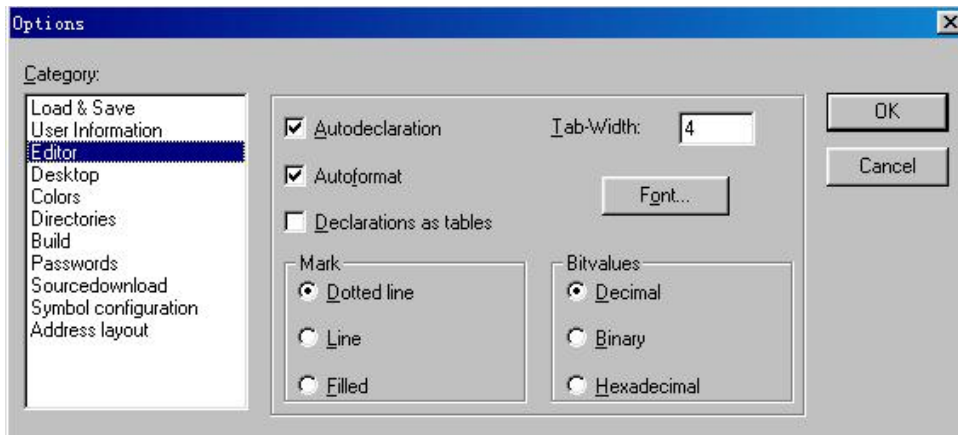 Options
Category:
Load & Save
User Information
Editor
Desktop
Colors
Directories
Build
Passwords
Sourcedownload
Symbol configuration
Address layout
Autodeclaration
Tab-Width: 4
Autoformat
Font...
Declarations as tables
Mark
Dotted line
Line
Filled
Bitvalues
Decimal
Binary
Hexadecimal
OK
Cancel